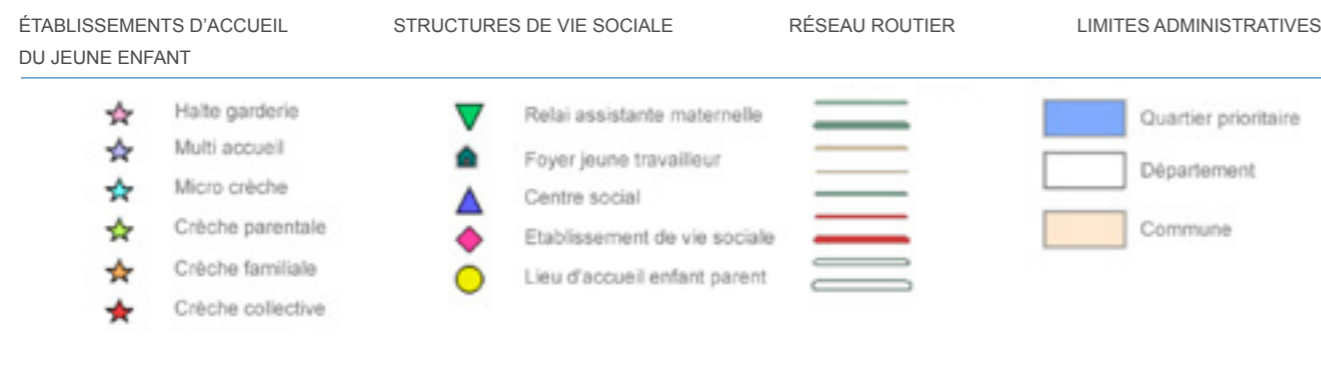 ÉTABLISSEMENTS D'ACCUEIL
DU JEUNE ENFANT
Halte garderie
Multi accueil
Micro crèche
Crèche parentale
Crèche familiale
Crèche collective
STRUCTURES DE VIE SOCIALE
Relai assistante maternelle
Foyer jeune travailleur
Centre social
Etablissement de vie sociale
Lieu d'accueil enfant parent
RÉSEAU ROUTIER
LIMITES ADMINISTRATIVES
Quartier prioritaire
Département
Commune